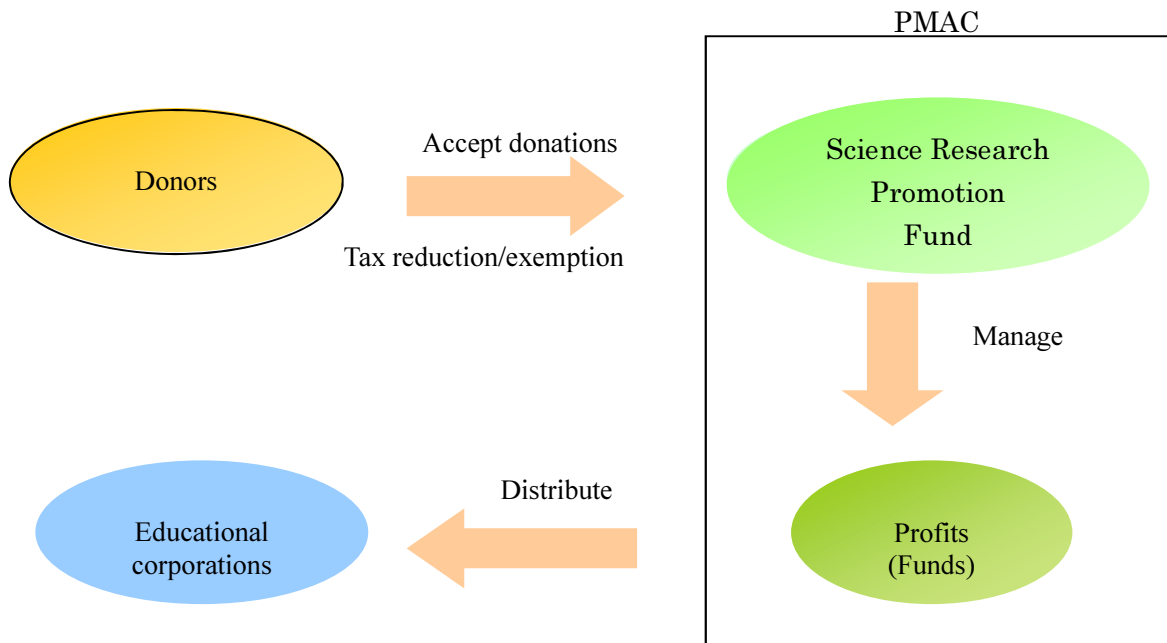 PMAC
Donors
Accept donations
Tax reduction/exemption
Science Research
Promotion
Fund
Manage
Profits
(Funds)
Distribute
Educational
corporations